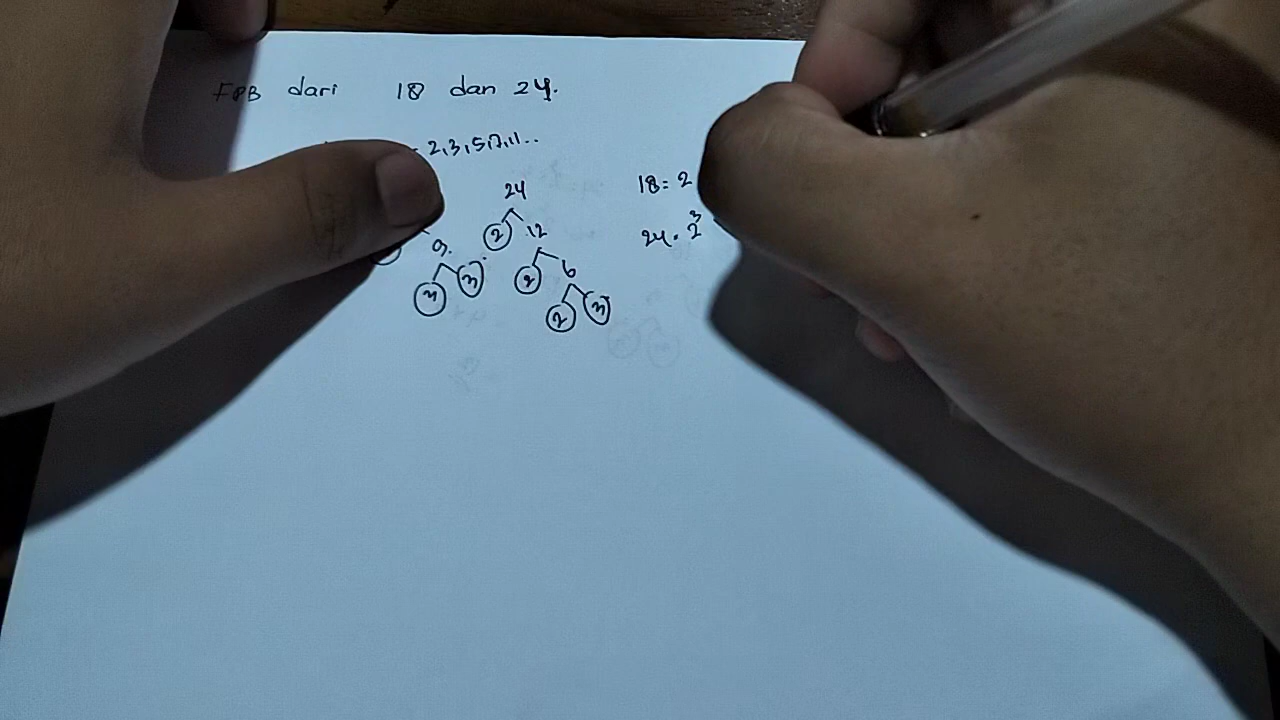 FPB dari 18 dan 24.
2,3,5,7,11..
24
18 = 2
2 12
24 = 2³
9
3 3 2 6
2 3